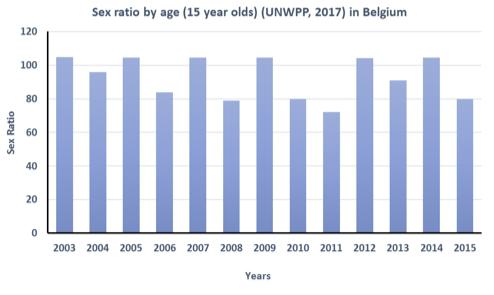 Sex ratio by age (15 year olds) (UNWPP, 2017) in Belgium
120
100
80
60
40
20
0
Sex Ratio
2003 2004 2005 2006 2007 2008 2009 2010 2011 2012 2013 2014 2015
Years